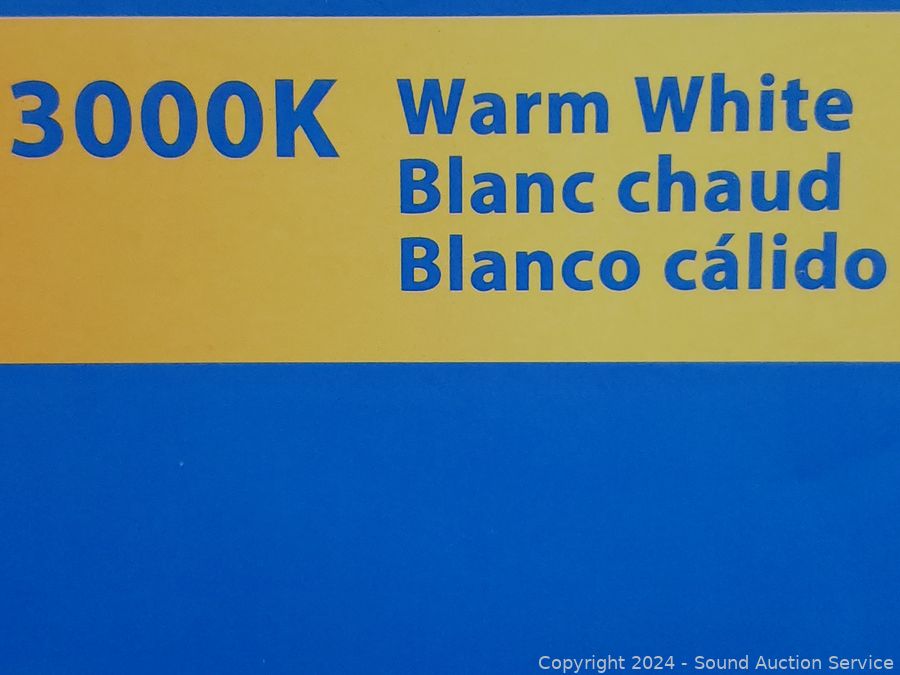 3000K
Warm White
Blanc chaud
Blanco cálido
Copyright 2024 - Sound Auction Service